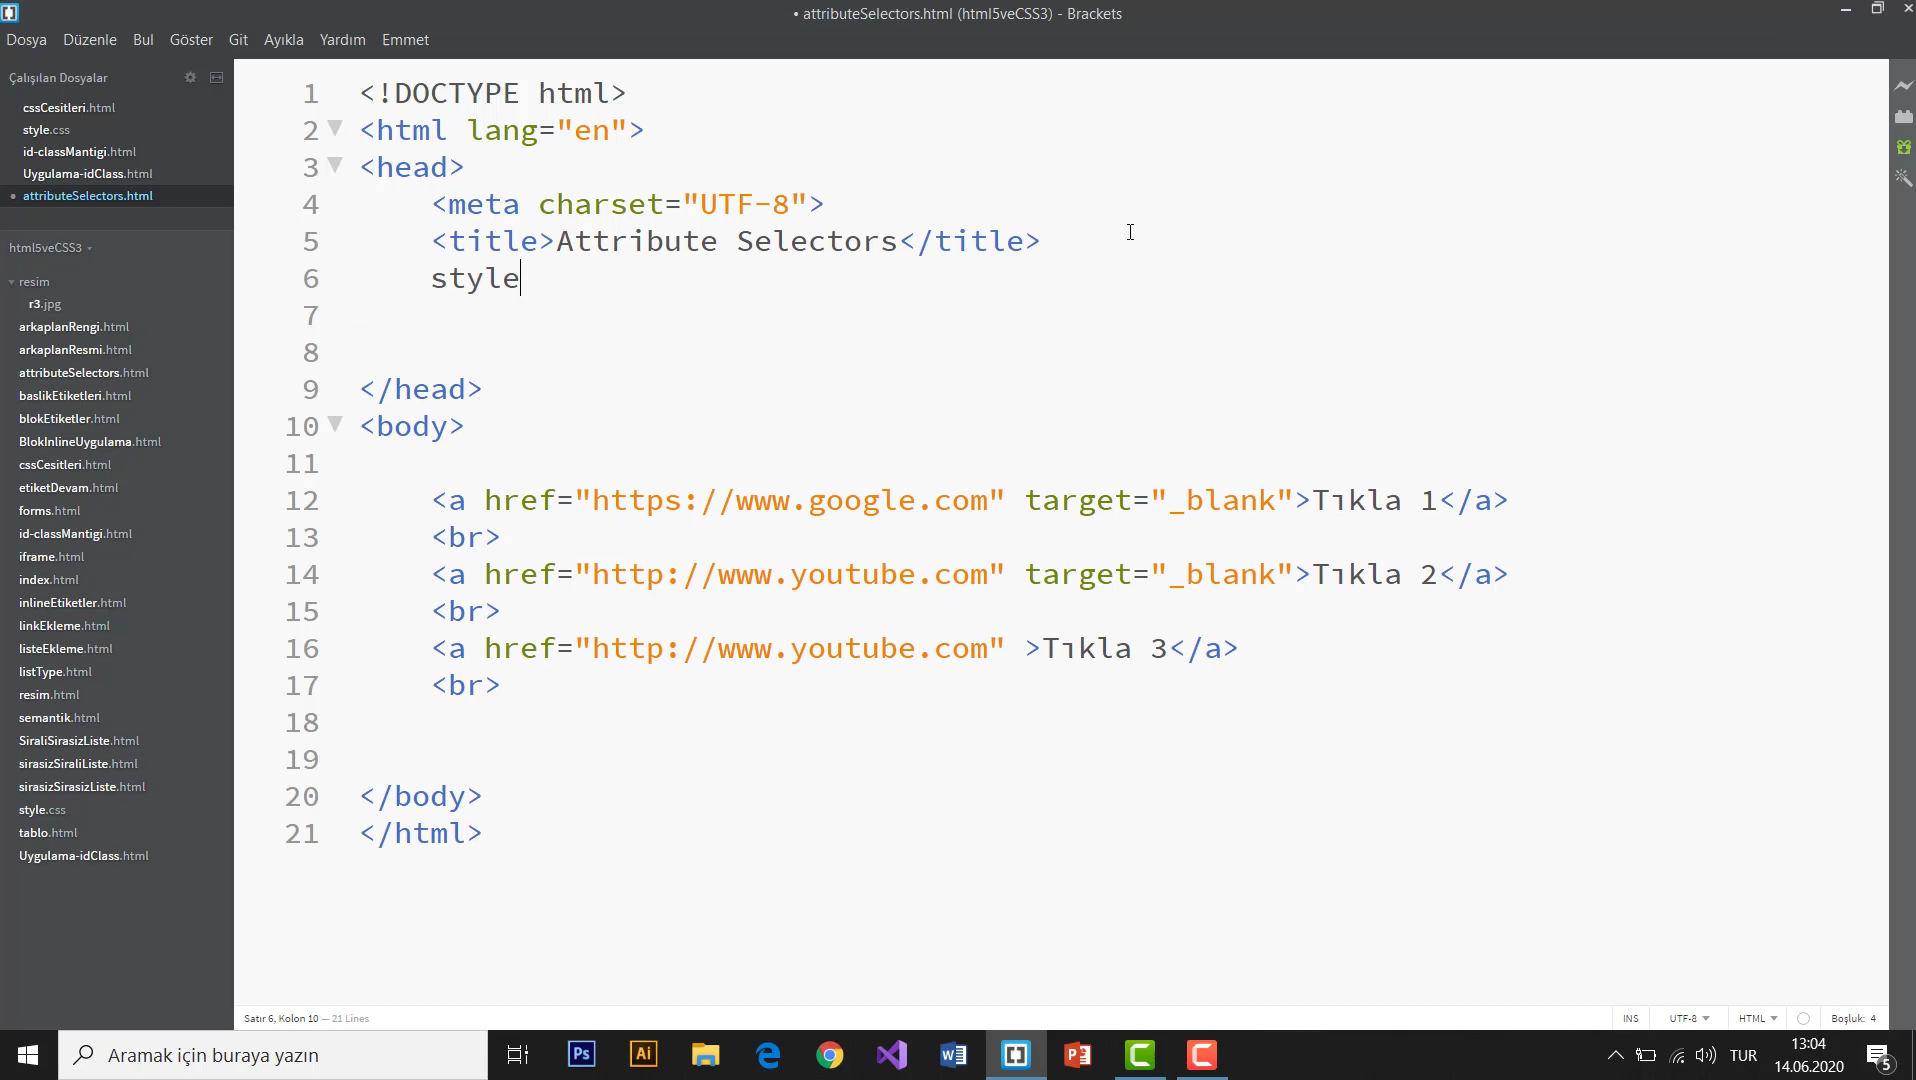 • attributeSelectors.html (html5veCSS3) - Brackets
Dosya Düzenle Bul Göster Git Ayıkla Yardım Emmet
Çalışılan Dosyalar
cssCesitleri.html
style.css
id-classMantigi.html
Uygulama-idClass.html
• attributeSelectors.html
html5veCSS3
resim
r3.jpg
arkaplanRengi.html
arkaplanResmi.html
attributeSelectors.html
baslikEtiketleri.html
blokEtiketler.html
BlokInlineUygulama.html
cssCesitleri.html
etiketDevam.html
forms.html
id-classMantigi.html
iframe.html
index.html
inlineEtiketler.html
linkEkleme.html
listeEkleme.html
listType.html
resim.html
semantik.html
SiraliSirasizListe.html
sirasizSiraliListe.html
sirasizSirasizListe.html
style.css
tablo.html
Uygulama-idClass.html
1 <!DOCTYPE html>
2 <html lang="en">
3 <head>
4 <meta charset="UTF-8">
5 <title>Attribute Selectors</title>
6 style
7
8
9 </head>
10 <body>
11
12 <a href="https://www.google.com" target="_blank">Tıkla 1</a>
13 <br>
14 <a href="http://www.youtube.com" target="_blank">Tıkla 2</a>
15 <br>
16 <a href="http://www.youtube.com" >Tıkla 3</a>
17 <br>
18
19
20 </body>
21 </html>
Satır 6, Kolon 10 — 21 Lines
INS UTF-8 HTML Boşluk: 4
Aramak için buraya yazın
Ps
Ai
TUR
13:04
14.06.2020
5